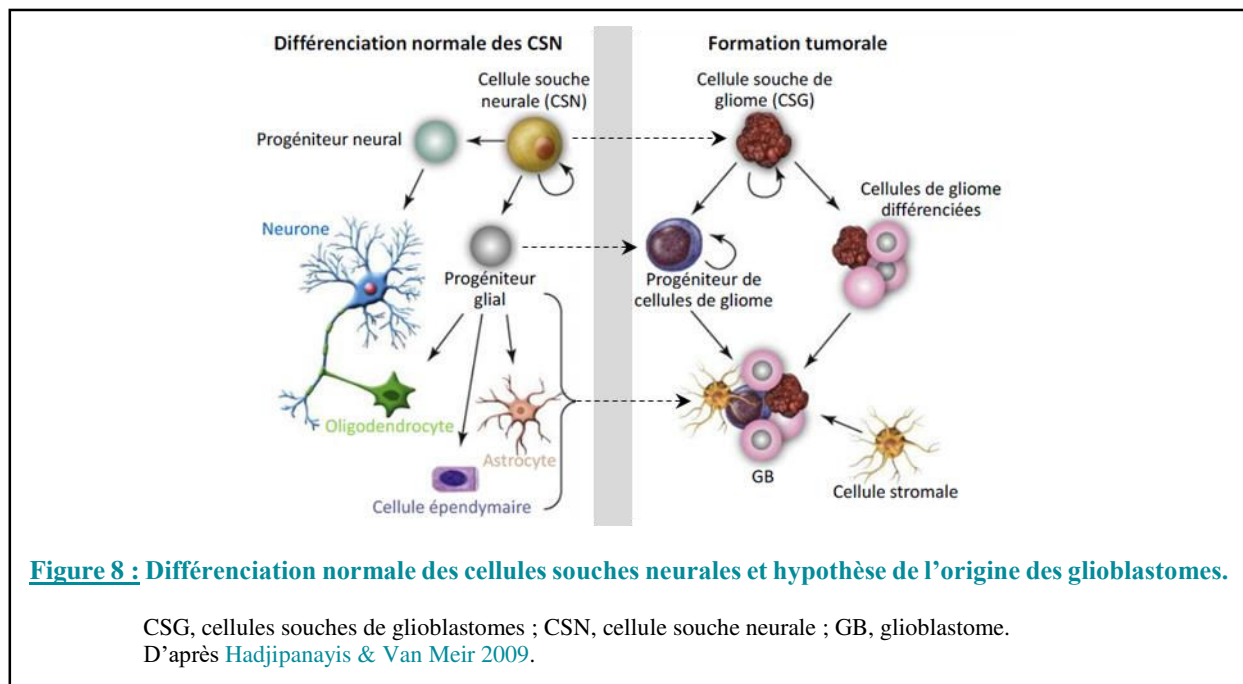 Différenciation normale des CSN
Formation tumorale
Cellule souche
neurale (CSN)
Cellule souche de
gliome (CSG)
Progéniteur neural
Cellules de gliome
différenciées
Neurone
Progéniteur
glial
Progéniteur de
cellules de gliome
Oligodendrocyte
Astrocyte
Cellule épendymaire
GB
Cellule stromale
Figure 8 : Différenciation normale des cellules souches neurales et hypothèse de l’origine des glioblastomes.
CSG, cellules souches de glioblastomes ; CSN, cellule souche neurale ; GB, glioblastome.
D’après Hadjipanayis & Van Meir 2009.